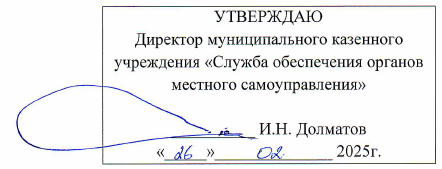 УТВЕРЖДАЮ
Директор муниципального казенного
учреждения «Служба обеспечения органов
местного самоуправления»
И.Н. Долматов
«26» 02 2025г.